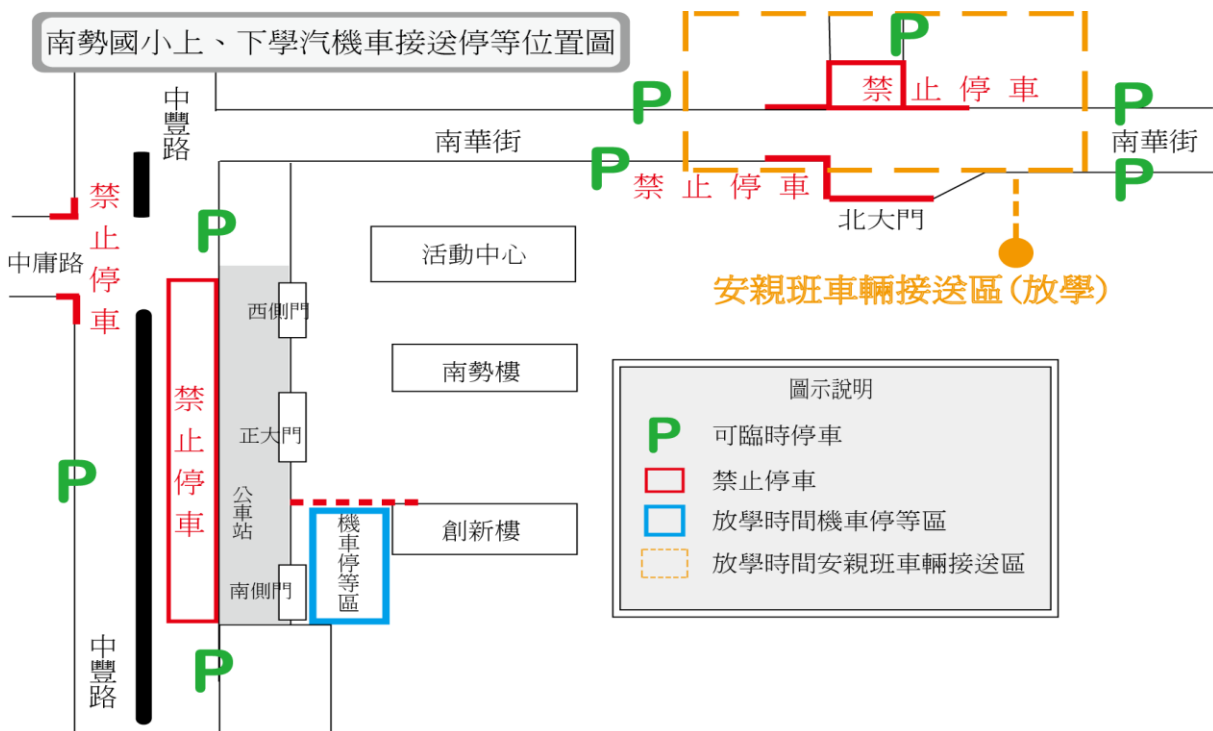 南勢國小上、下學汽機車接送停等位置圖
P
禁止停車
P
P
中豐路
南華街
南華街
P
禁止停車
P
北大門
禁止停車
P
中庸路
活動中心
安親班車輛接送區(放學)
西側門
南勢樓
禁止停車
正大門
P
公車站
機車停等區
創新樓
南側門
中豐路
P
圖示說明
P 可臨時停車
禁止停車
放學時間機車停等區
放學時間安親班車輛接送區